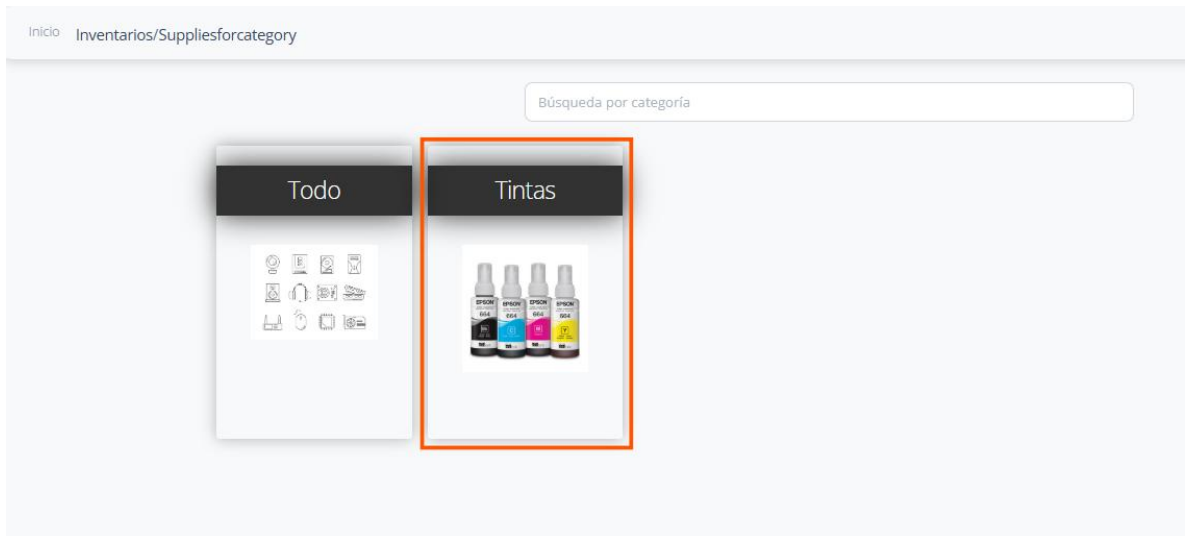 Inicio Inventarios/Suppliesforcategory
Búsqueda por categoría
Todo
Tintas
EPSON EPSON EPSON EPSON
664 664 664 664